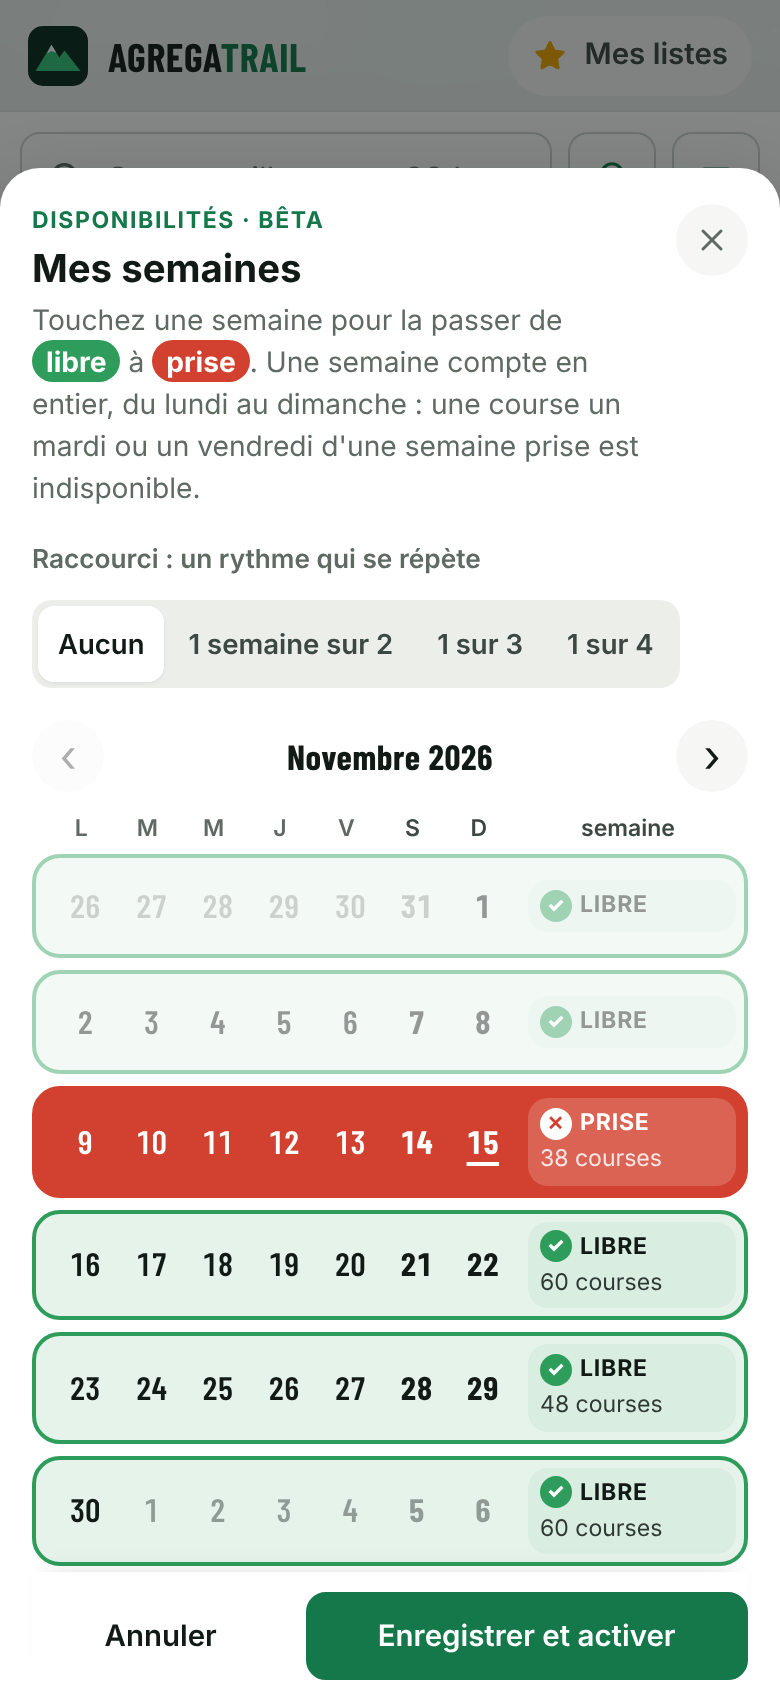 AGREGATRAIL
Mes listes
DISPONIBILITÉS · BÊTA
Mes semaines
Touchez une semaine pour la passer de
libre à prise. Une semaine compte en
entier, du lundi au dimanche : une course un
mardi ou un vendredi d'une semaine prise est
indisponible.
Raccourci : un rythme qui se répète
Aucun 1 semaine sur 2 1 sur 3 1 sur 4
‹ Novembre 2026 ›
L M M J V S D semaine
26 27 28 29 30 31 1 LIBRE
2 3 4 5 6 7 8 LIBRE
9 10 11 12 13 14 15 PRISE
38 courses
16 17 18 19 20 21 22 LIBRE
60 courses
23 24 25 26 27 28 29 LIBRE
48 courses
30 1 2 3 4 5 6 LIBRE
60 courses
Annuler Enregistrer et activer